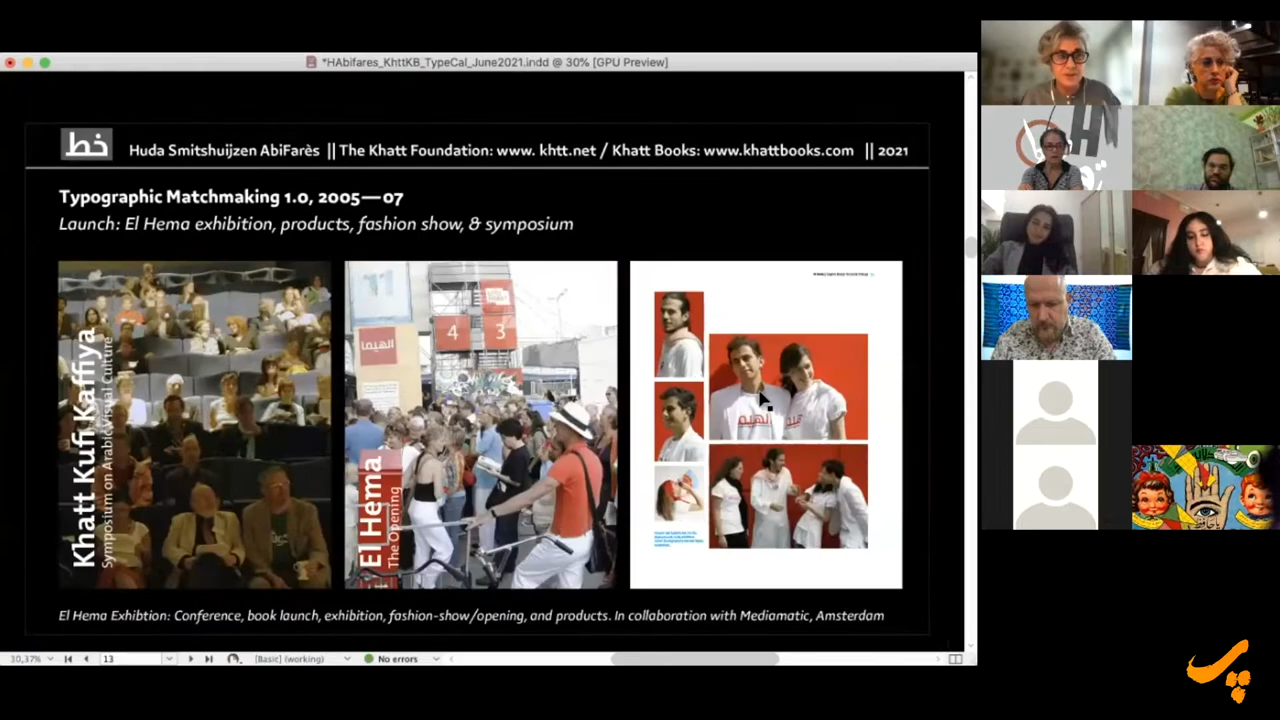 *HAbifares_KhttKB_TypeCal_June2021.indd @ 30% [GPU Preview]
خط
Huda Smitshuijzen AbiFarès || The Khatt Foundation: www. khtt.net / Khatt Books: www.khattbooks.com || 2021
Typographic Matchmaking 1.0, 2005—07
Launch: El Hema exhibition, products, fashion show, & symposium
Khatt Kufi Kaffiya
Symposium on Arabic Visual Culture
الهيما
4 3
El Hema
The Opening
El Hema Exhibtion: Conference, book launch, exhibition, fashion-show/opening, and products. In collaboration with Mediamatic, Amsterdam
30,37% 13 [Basic] (working) No errors